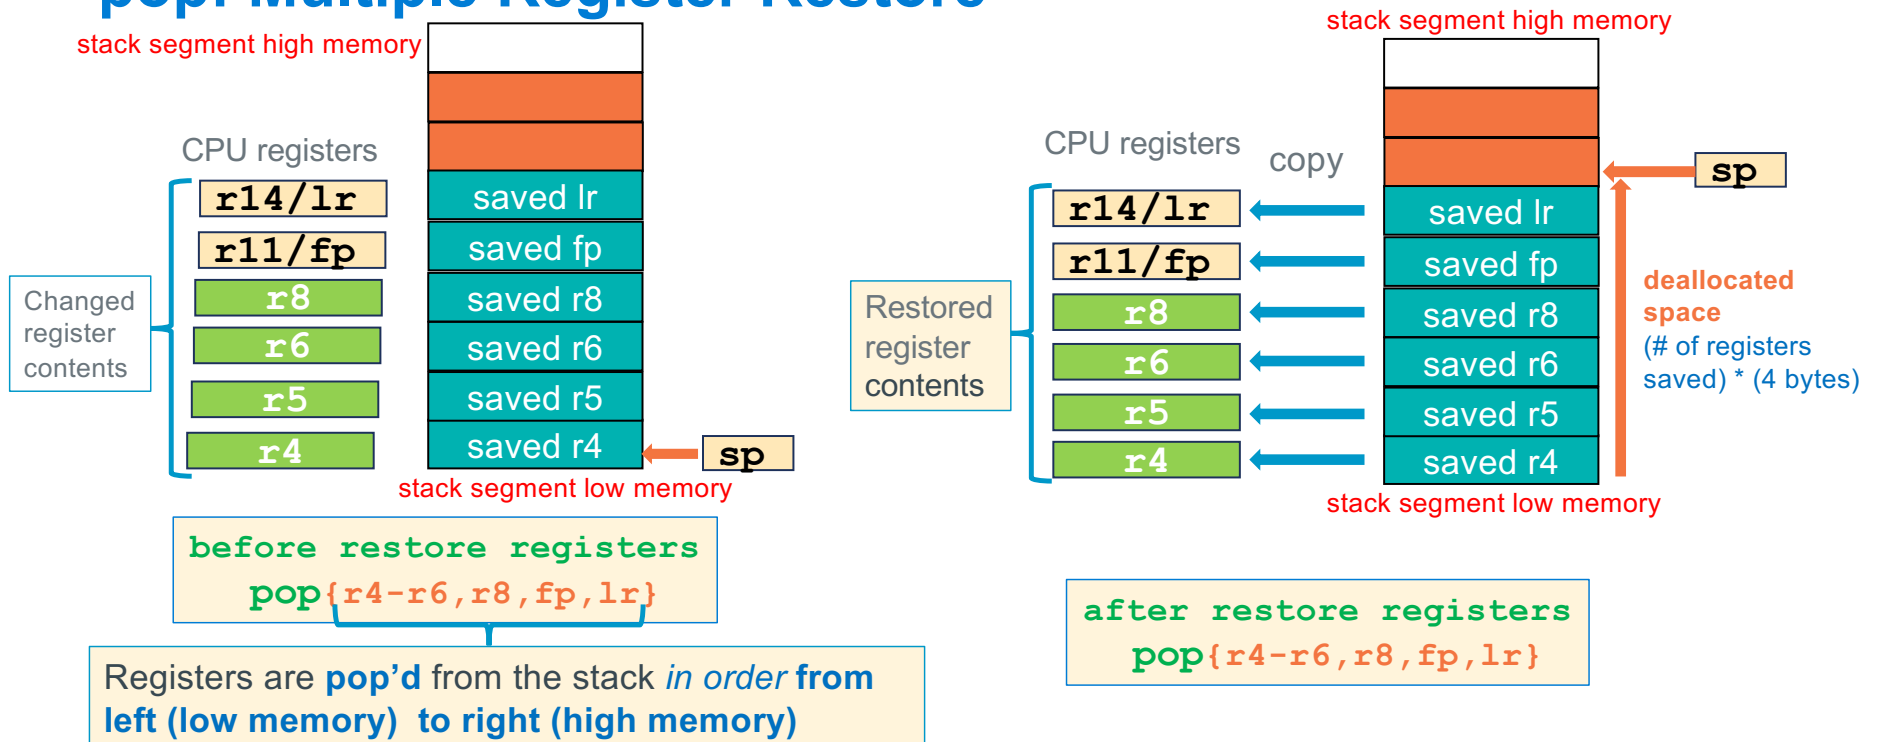 pop: Multiple Register Restore
stack segment high memory
CPU registers
r14/lr
r11/fp
r8
r6
r5
r4
Changed
register
contents
saved lr
saved fp
saved r8
saved r6
saved r5
saved r4
sp
stack segment low memory
before restore registers
pop{r4-r6,r8,fp,lr}
Registers are pop’d from the stack in order from
left (low memory) to right (high memory)
stack segment high memory
CPU registers
copy
r14/lr
r11/fp
r8
r6
r5
r4
Restored
register
contents
saved lr
saved fp
saved r8
saved r6
saved r5
saved r4
sp
deallocated
space
(# of registers
saved) * (4 bytes)
stack segment low memory
after restore registers
pop{r4-r6,r8,fp,lr}